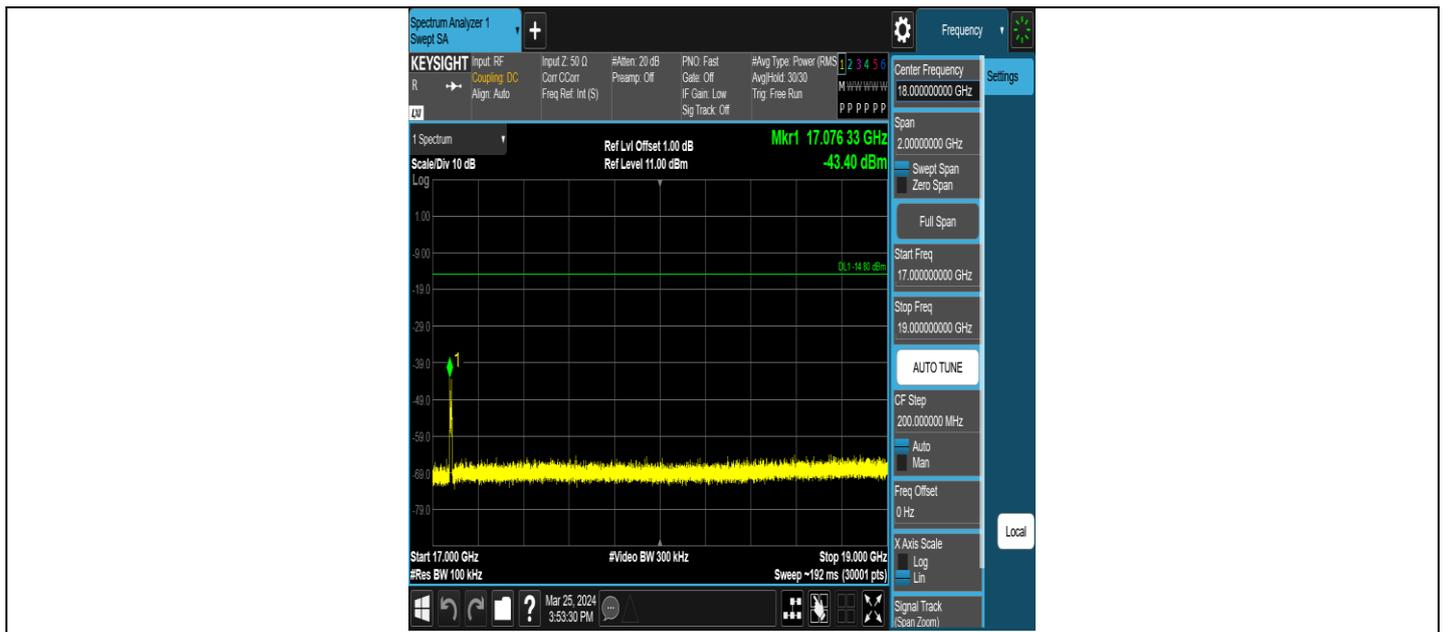 Spectrum Analyzer 1
Swept SA
+
Frequency
KEYSIGHT
R
LXI
Input: RF
Coupling: DC
Align: Auto
Input Z: 50 Ω
Corr CCorr
Freq Ref: Int (S)
#Atten: 20 dB
Preamp: Off
PNO: Fast
Gate: Off
IF Gain: Low
Sig Track: Off
#Avg Type: Power (RMS
Avg|Hold: 30/30
Trig: Free Run
1 2 3 4 5 6
M W W W W W
P P P P P P
1 Spectrum
Scale/Div 10 dB
Ref Lvl Offset 1.00 dB
Ref Level 11.00 dBm
Mkr1 17.076 33 GHz
-43.40 dBm
Log
1.00
-9.00
-19.0
-29.0
-39.0
-49.0
-59.0
-69.0
-79.0
DL1 -14.80 dBm
1
Start 17.000 GHz
#Res BW 100 kHz
#Video BW 300 kHz
Stop 19.000 GHz
Sweep ~192 ms (30001 pts)
Center Frequency
18.000000000 GHz
Settings
Span
2.00000000 GHz
Swept Span
Zero Span
Full Span
Start Freq
17.000000000 GHz
Stop Freq
19.000000000 GHz
AUTO TUNE
CF Step
200.000000 MHz
Auto
Man
Freq Offset
0 Hz
X Axis Scale
Log
Lin
Signal Track
(Span Zoom)
Local
?
Mar 25, 2024
3:53:30 PM